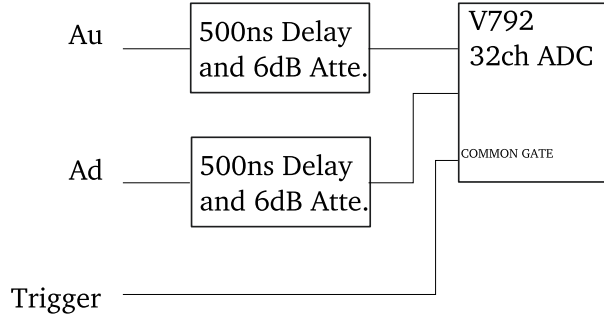 Au
500ns Delay
and 6dB Atte.
V792
32ch ADC
Ad
500ns Delay
and 6dB Atte.
COMMON GATE
Trigger